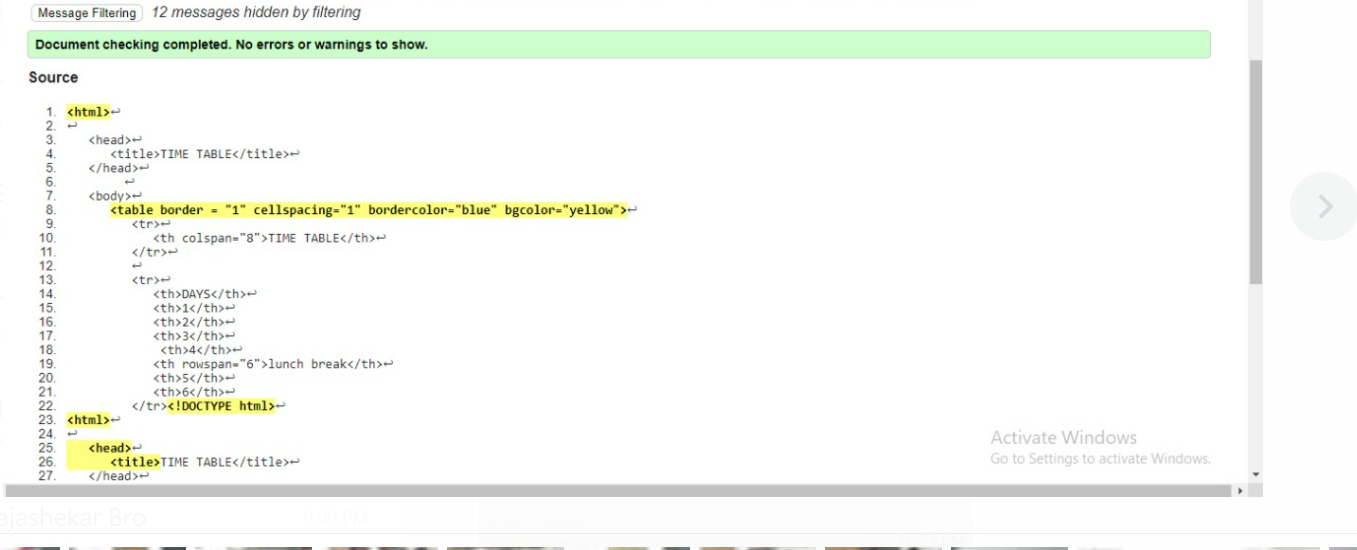 Message Filtering 12 messages hidden by filtering
Document checking completed. No errors or warnings to show.
Source
1. <html>↩
2. ↩
3. <head>↩
4. <title>TIME TABLE</title>↩
5. </head>↩
6. ↩
7. <body>↩
8. <table border = "1" cellspacing="1" bordercolor="blue" bgcolor="yellow">↩
9. <tr>↩
10. <th colspan="8">TIME TABLE</th>↩
11. </tr>↩
12. ↩
13. <tr>↩
14. <th>DAYS</th>↩
15. <th>1</th>↩
16. <th>2</th>↩
17. <th>3</th>↩
18. <th>4</th>↩
19. <th rowspan="6">lunch break</th>↩
20. <th>5</th>↩
21. <th>6</th>↩
22. </tr><!DOCTYPE html>↩
23. <html>↩
24. ↩
25. <head>↩
26. <title>TIME TABLE</title>↩
27. </head>↩
Activate Windows
Go to Settings to activate Windows.
ajashekar Bro 9:09 PM